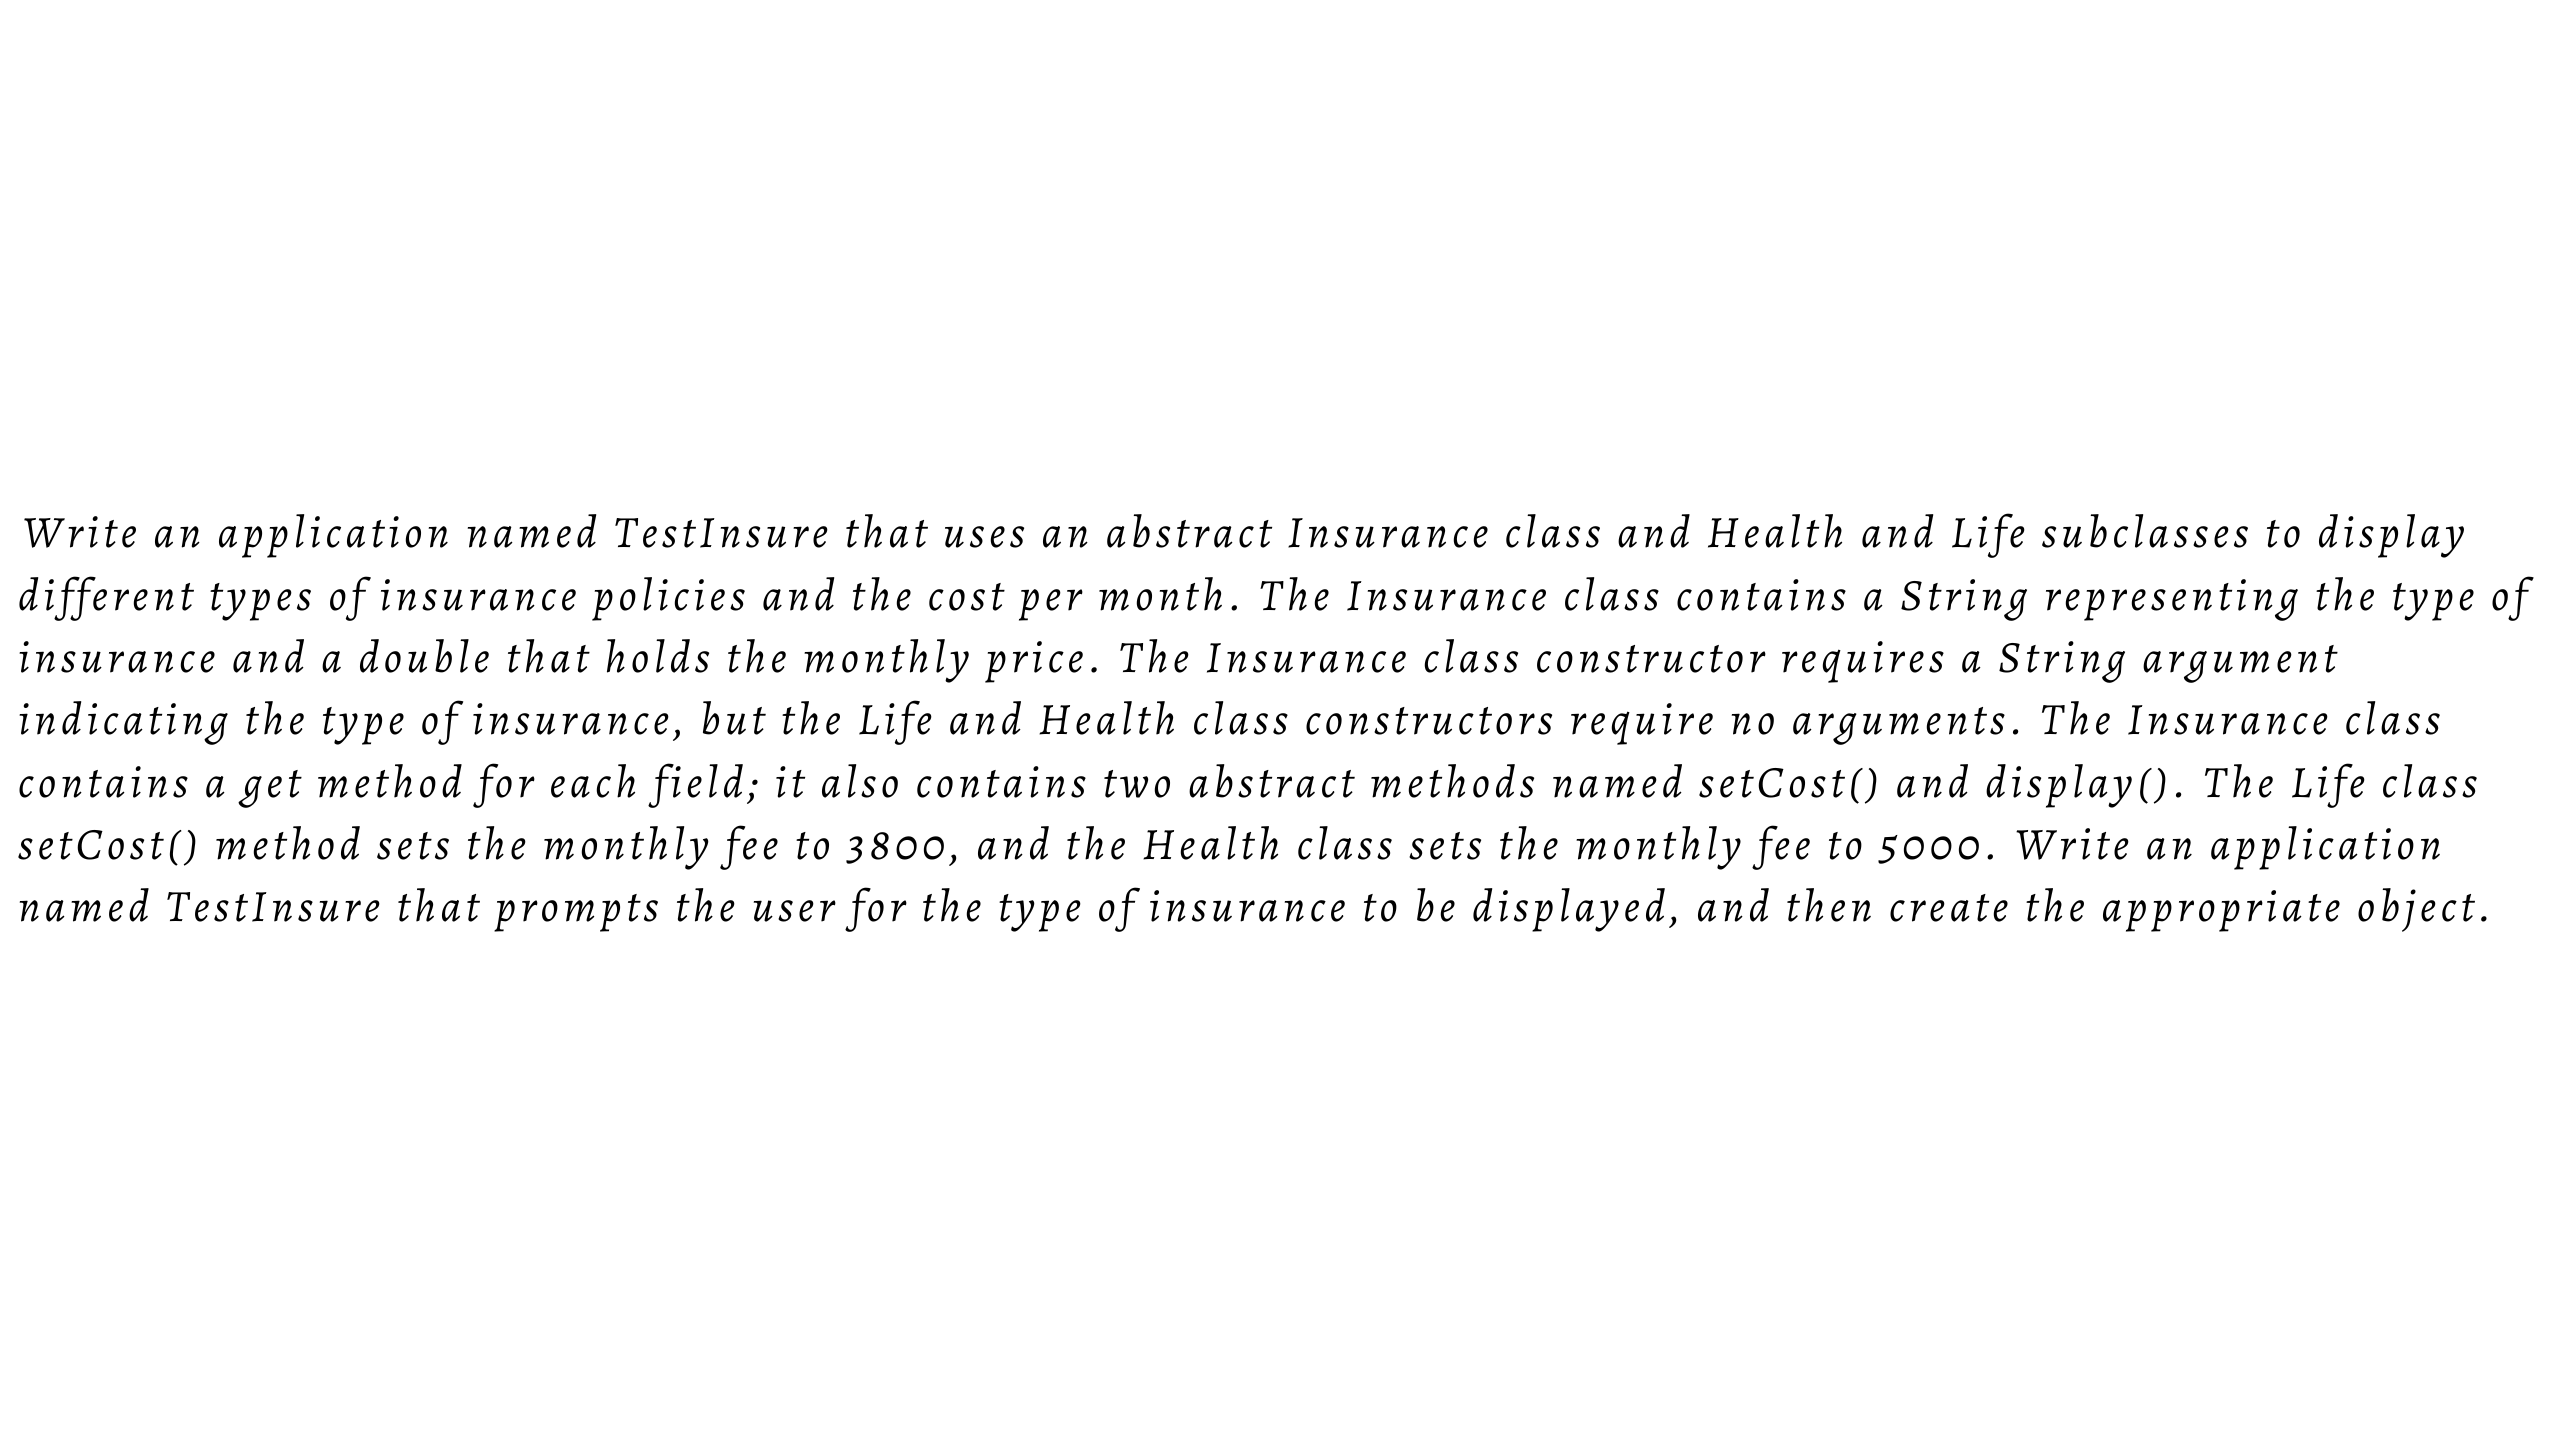 Write an application named TestInsure that uses an abstract Insurance class and Health and Life subclasses to display
different types of insurance policies and the cost per month. The Insurance class contains a String representing the type of
insurance and a double that holds the monthly price. The Insurance class constructor requires a String argument
indicating the type of insurance, but the Life and Health class constructors require no arguments. The Insurance class
contains a get method for each field; it also contains two abstract methods named setCost() and display(). The Life class
setCost() method sets the monthly fee to 3800, and the Health class sets the monthly fee to 5000. Write an application
named TestInsure that prompts the user for the type of insurance to be displayed, and then create the appropriate object.